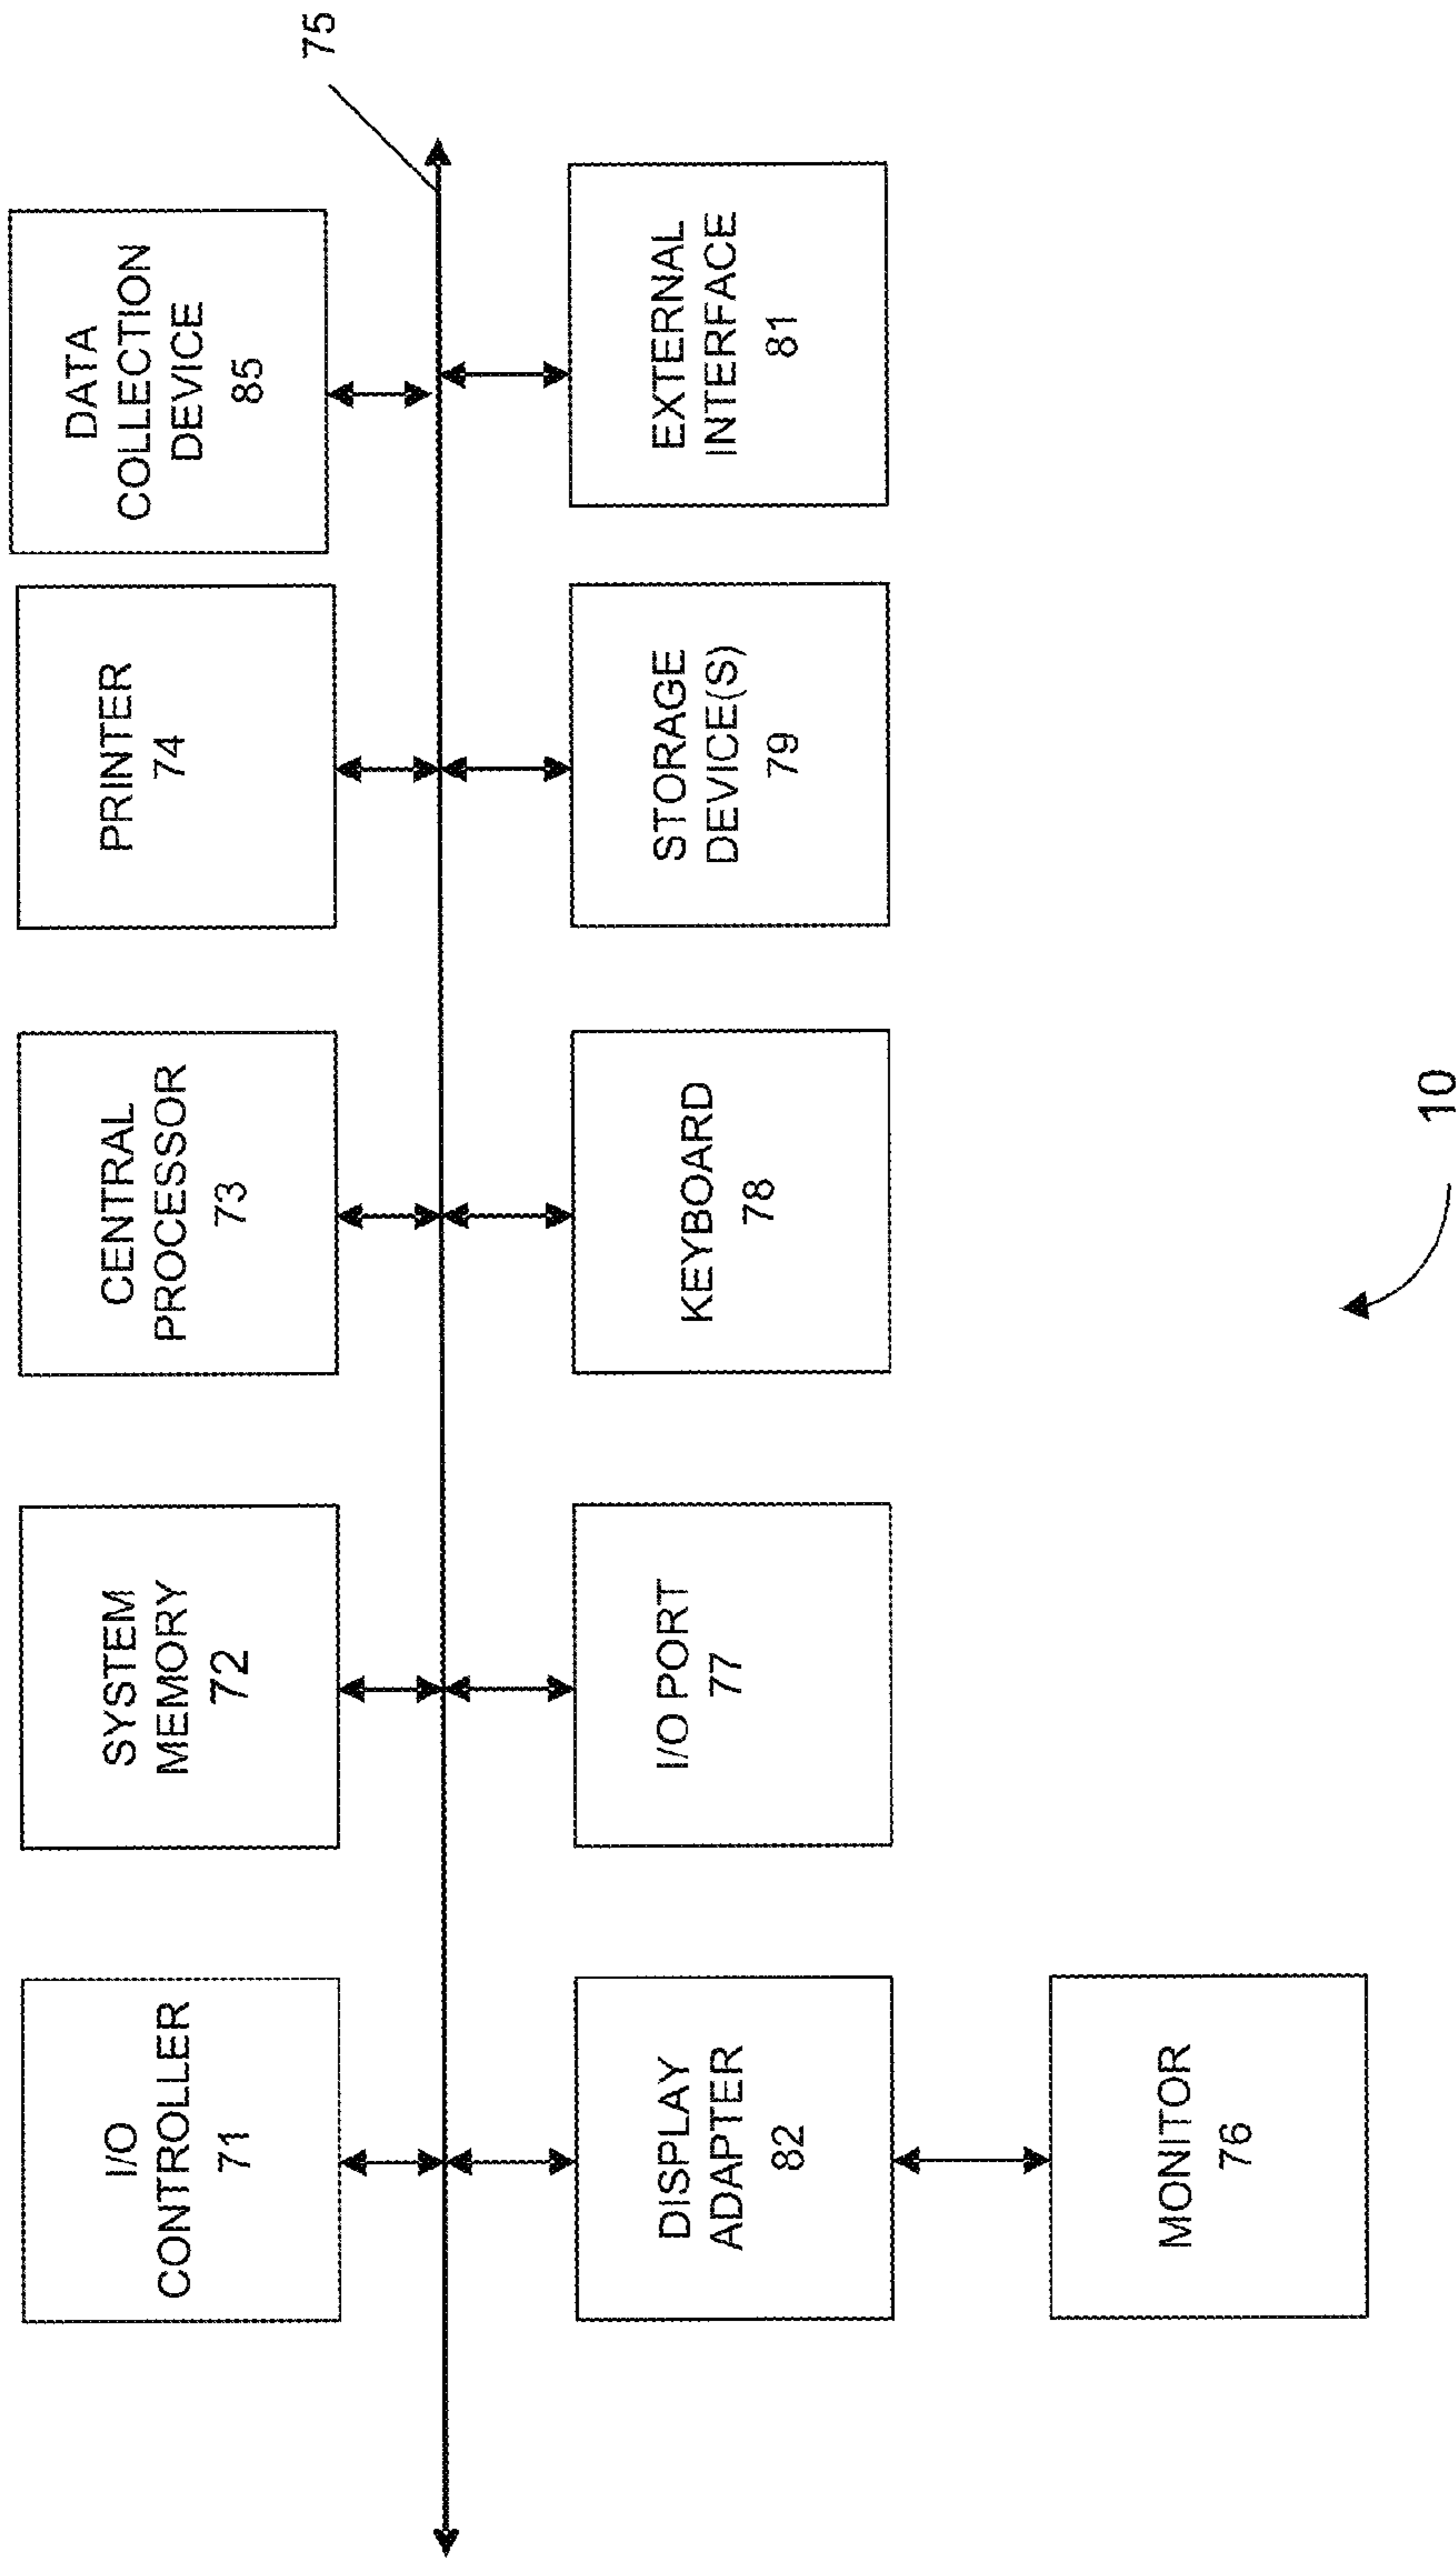 75
I/O
CONTROLLER
71
SYSTEM
MEMORY
72
CENTRAL
PROCESSOR
73
PRINTER
74
DATA
COLLECTION
DEVICE
85
DISPLAY
ADAPTER
82
I/O PORT
77
KEYBOARD
78
STORAGE
DEVICE(S)
79
EXTERNAL
INTERFACE
81
MONITOR
76
10